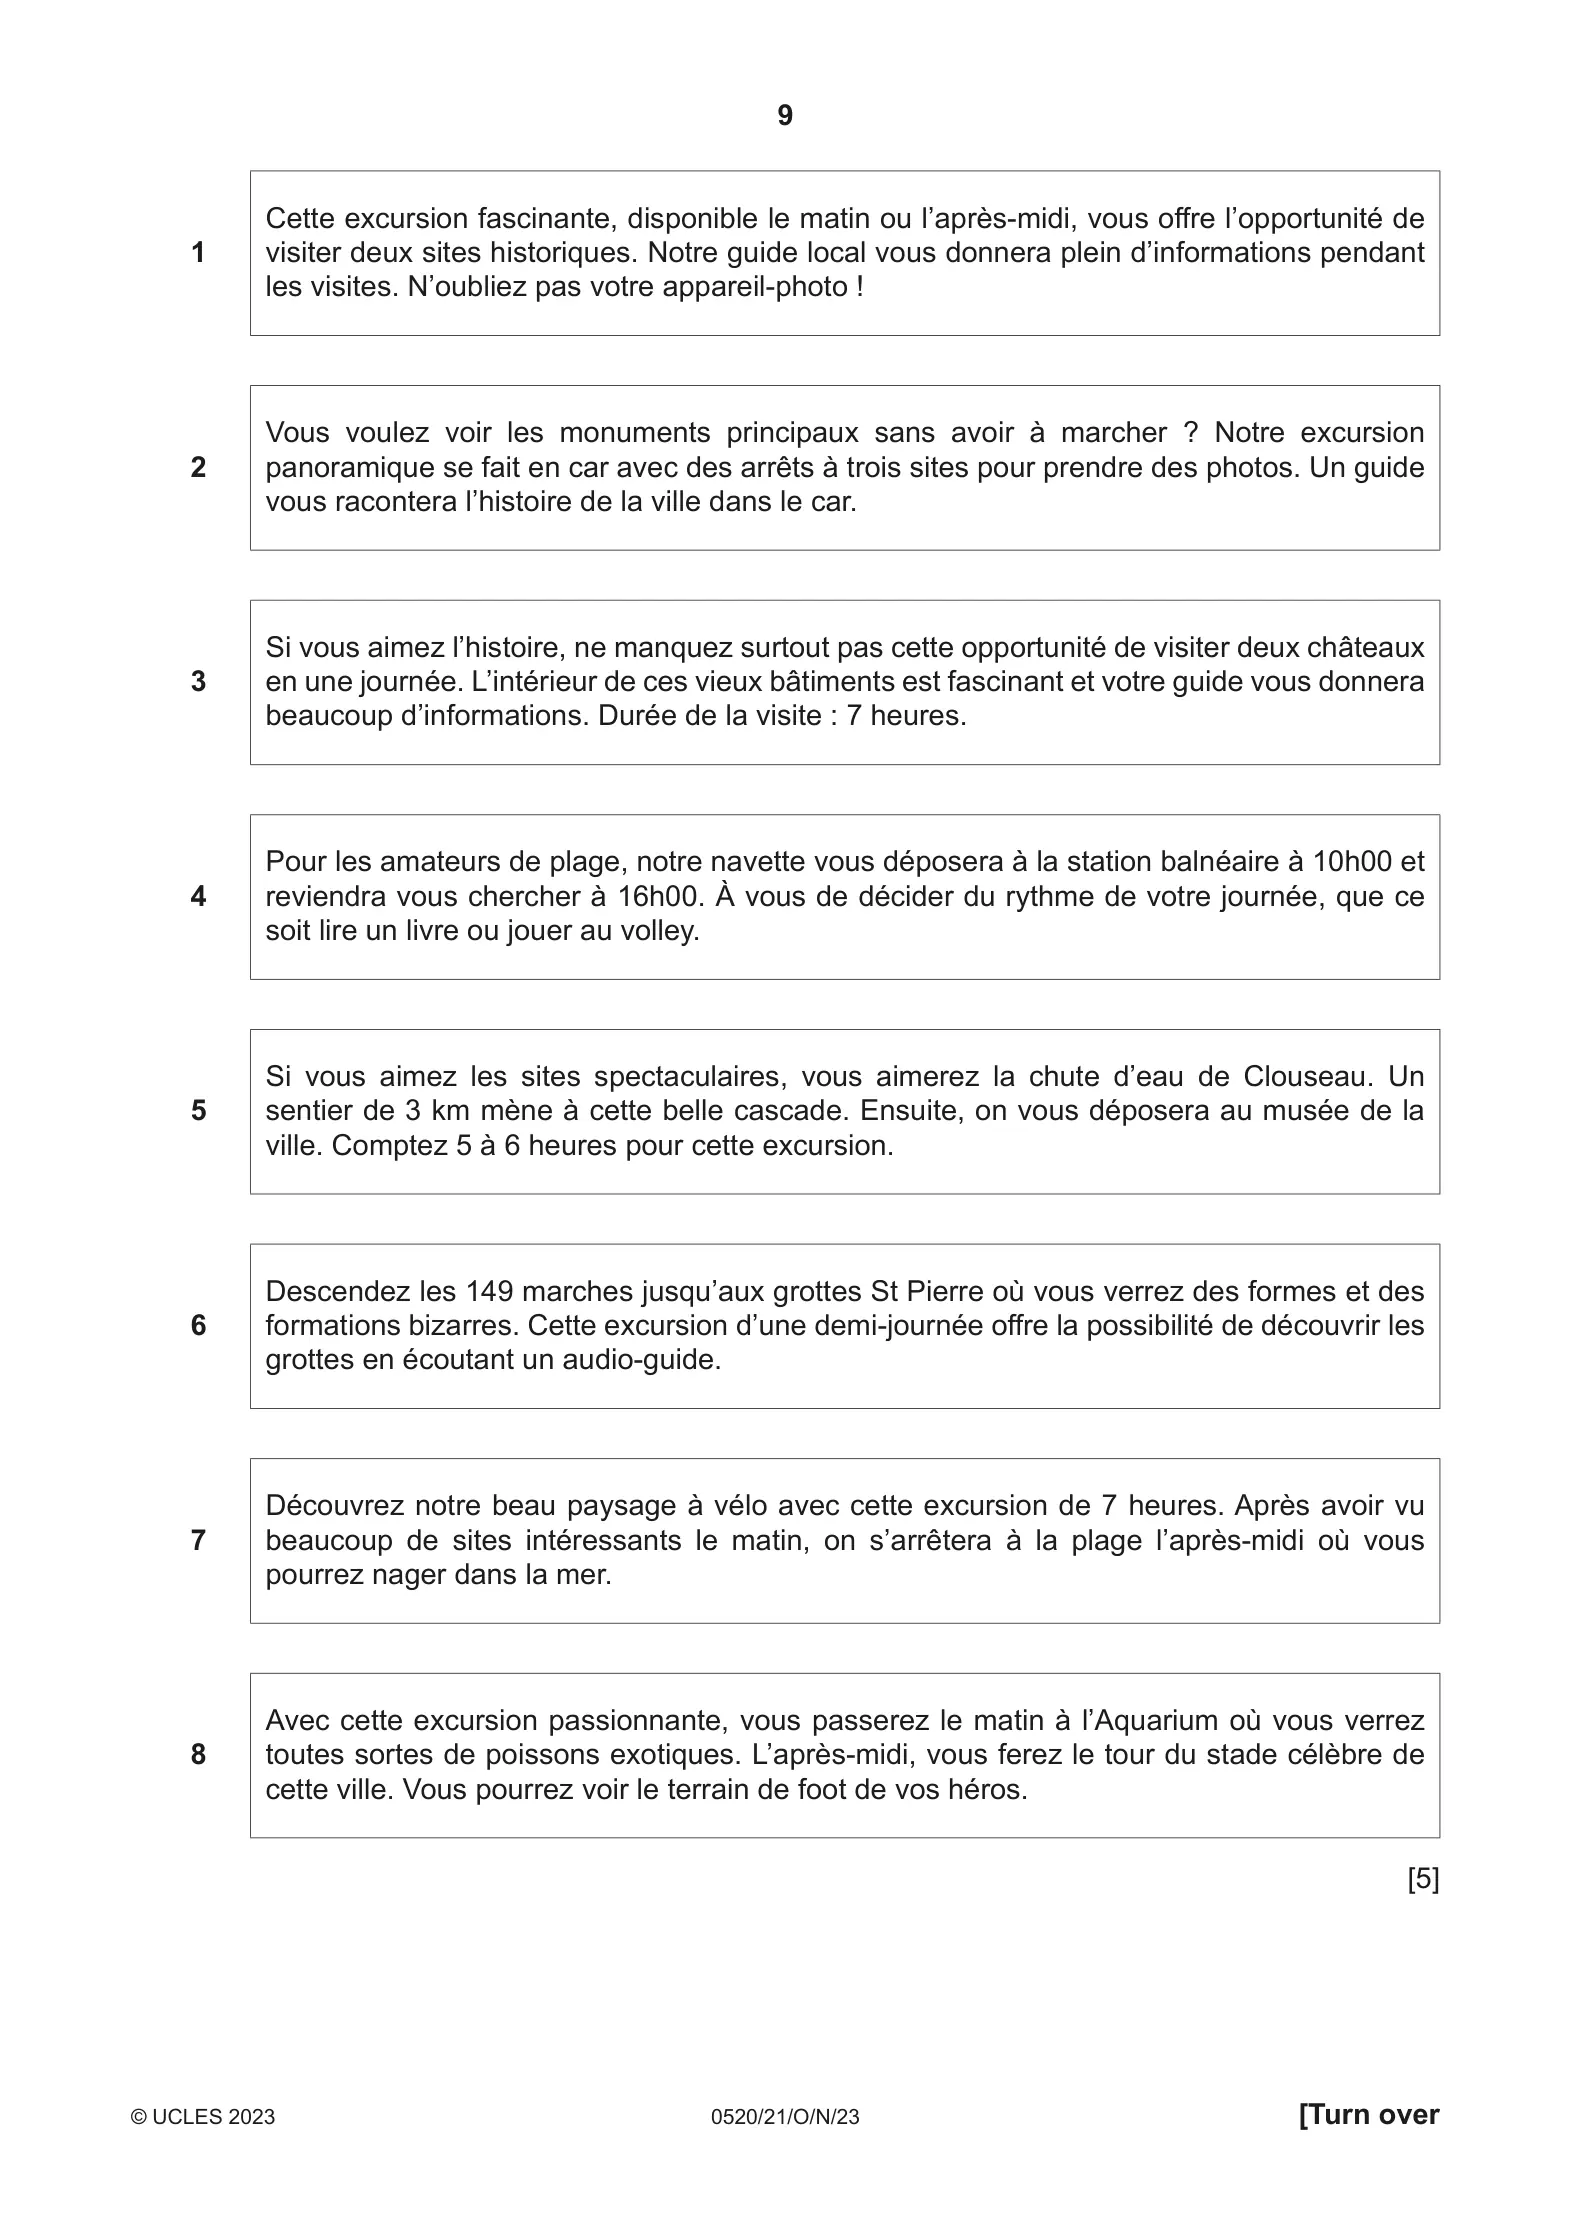 9
1
Cette excursion fascinante, disponible le matin ou l’après-midi, vous offre l’opportunité de
visiter deux sites historiques. Notre guide local vous donnera plein d’informations pendant
les visites. N’oubliez pas votre appareil-photo !
2
Vous voulez voir les monuments principaux sans avoir à marcher ? Notre excursion
panoramique se fait en car avec des arrêts à trois sites pour prendre des photos. Un guide
vous racontera l’histoire de la ville dans le car.
3
Si vous aimez l’histoire, ne manquez surtout pas cette opportunité de visiter deux châteaux
en une journée. L’intérieur de ces vieux bâtiments est fascinant et votre guide vous donnera
beaucoup d’informations. Durée de la visite : 7 heures.
4
Pour les amateurs de plage, notre navette vous déposera à la station balnéaire à 10h00 et
reviendra vous chercher à 16h00. À vous de décider du rythme de votre journée, que ce
soit lire un livre ou jouer au volley.
5
Si vous aimez les sites spectaculaires, vous aimerez la chute d’eau de Clouseau. Un
sentier de 3 km mène à cette belle cascade. Ensuite, on vous déposera au musée de la
ville. Comptez 5 à 6 heures pour cette excursion.
6
Descendez les 149 marches jusqu’aux grottes St Pierre où vous verrez des formes et des
formations bizarres. Cette excursion d’une demi-journée offre la possibilité de découvrir les
grottes en écoutant un audio-guide.
7
Découvrez notre beau paysage à vélo avec cette excursion de 7 heures. Après avoir vu
beaucoup de sites intéressants le matin, on s’arrêtera à la plage l’après-midi où vous
pourrez nager dans la mer.
8
Avec cette excursion passionnante, vous passerez le matin à l’Aquarium où vous verrez
toutes sortes de poissons exotiques. L’après-midi, vous ferez le tour du stade célèbre de
cette ville. Vous pourrez voir le terrain de foot de vos héros.
[5]
© UCLES 2023
0520/21/O/N/23
[Turn over